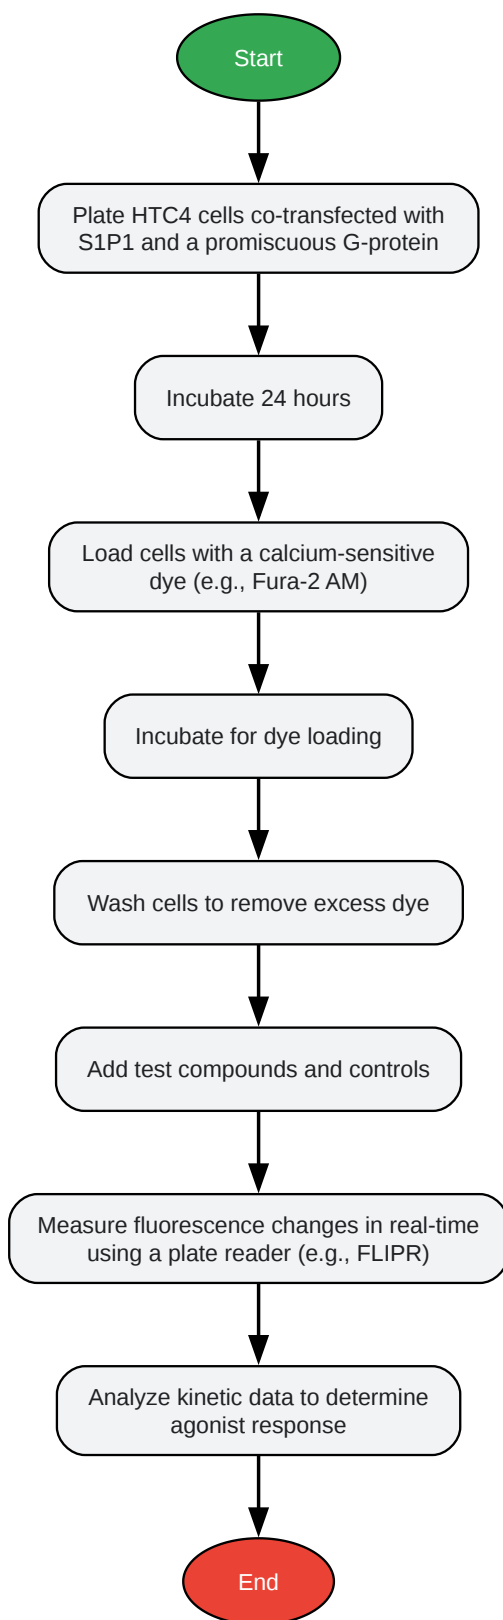 Start
Plate HTC4 cells co-transfected with
S1P1 and a promiscuous G-protein
Incubate 24 hours
Load cells with a calcium-sensitive
dye (e.g., Fura-2 AM)
Incubate for dye loading
Wash cells to remove excess dye
Add test compounds and controls
Measure fluorescence changes in real-time
using a plate reader (e.g., FLIPR)
Analyze kinetic data to determine
agonist response
End